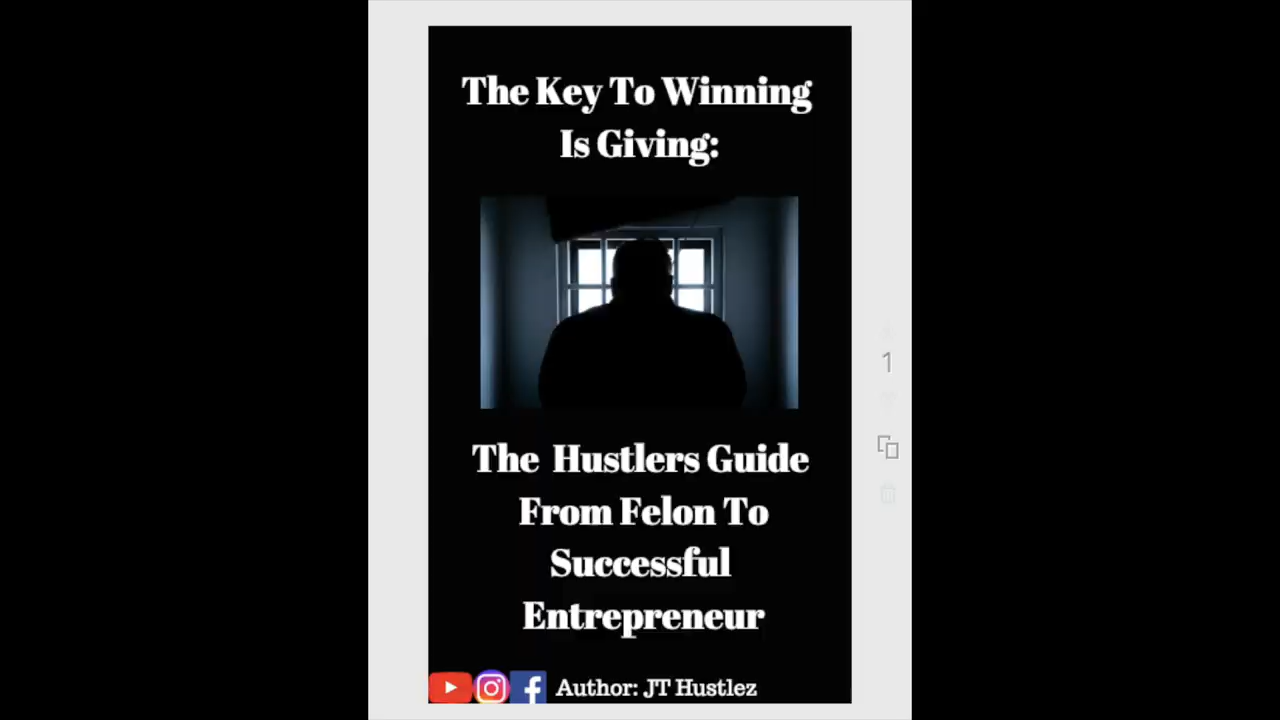 The Key To Winning
Is Giving:
The Hustlers Guide
From Felon To
Successful
Entrepreneur
Author: JT Hustlez
1